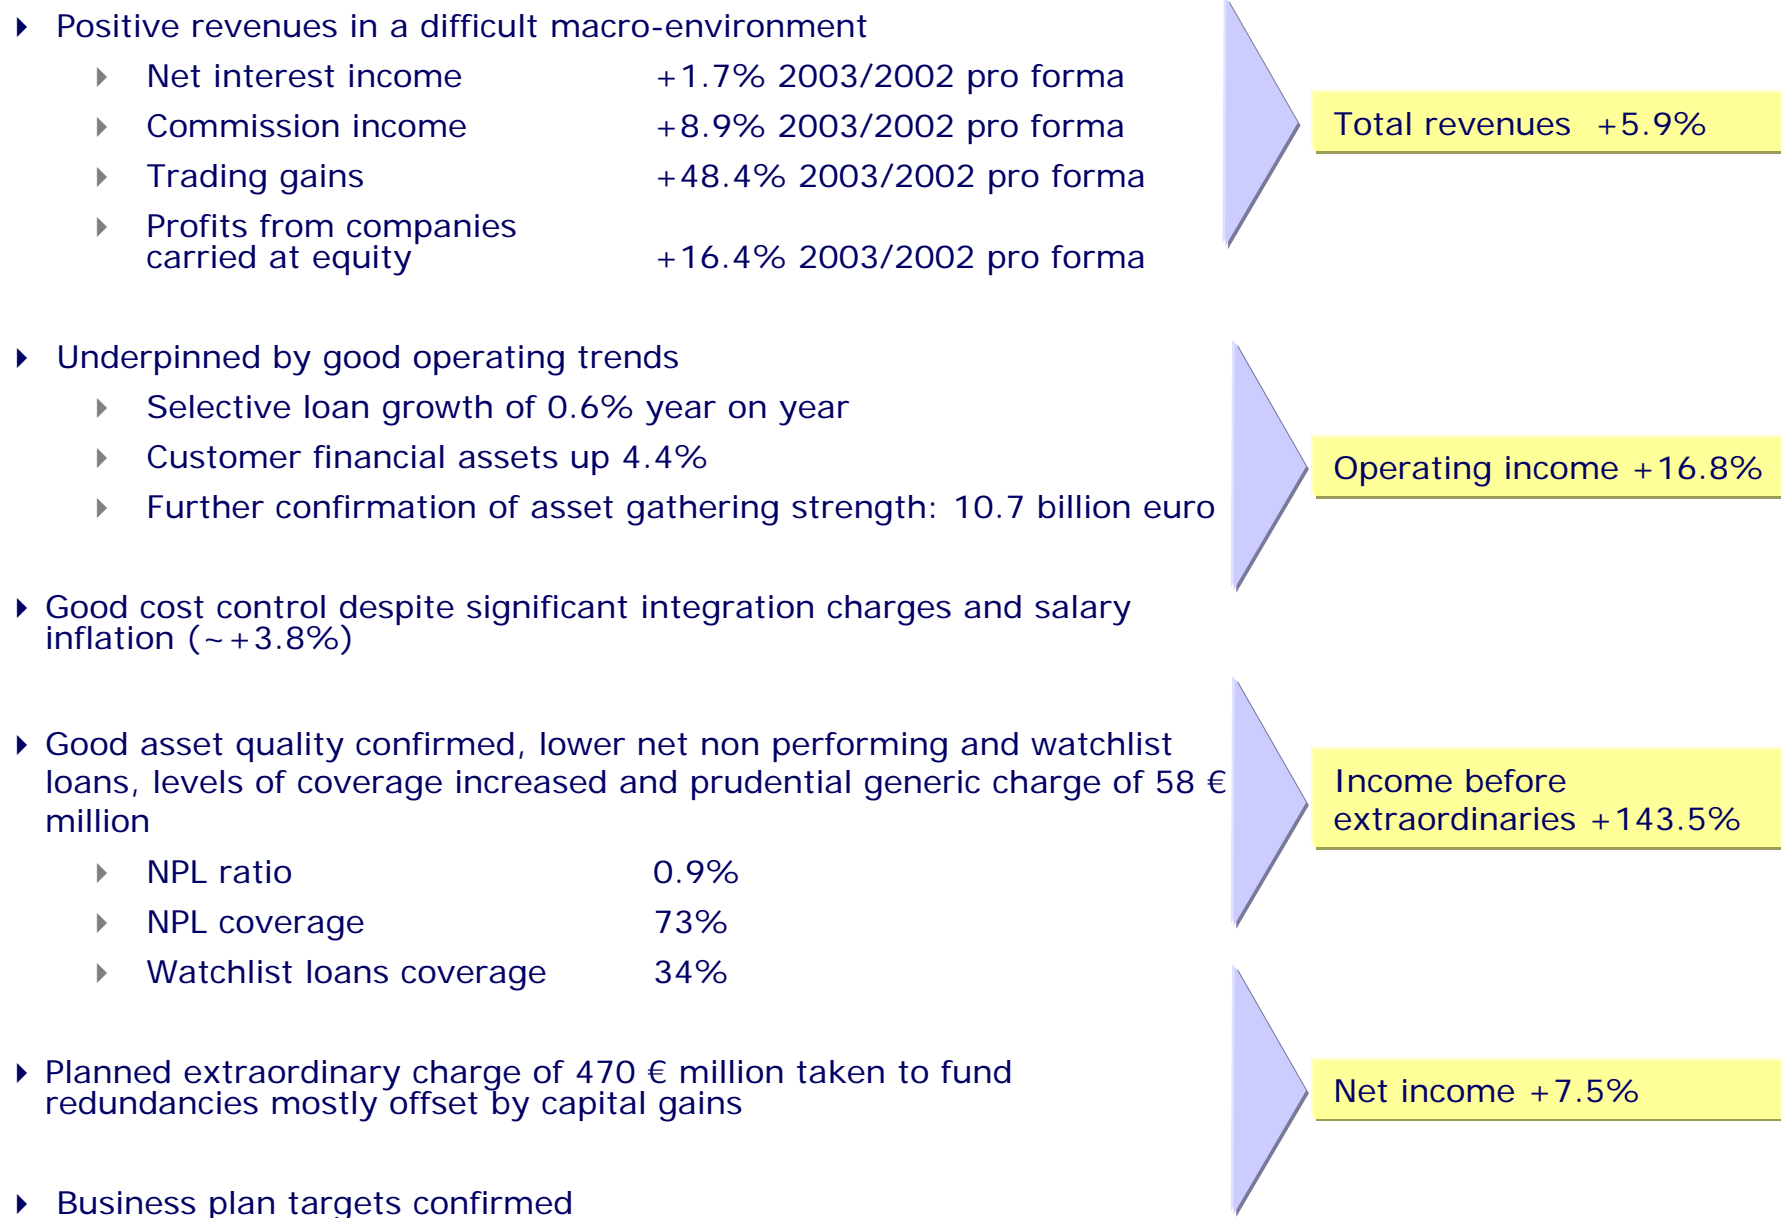 Positive revenues in a difficult macro-environment
Net interest income +1.7% 2003/2002 pro forma
Commission income +8.9% 2003/2002 pro forma
Trading gains +48.4% 2003/2002 pro forma
Profits from companies
carried at equity +16.4% 2003/2002 pro forma
Total revenues +5.9%
Underpinned by good operating trends
Selective loan growth of 0.6% year on year
Customer financial assets up 4.4%
Further confirmation of asset gathering strength: 10.7 billion euro
Operating income +16.8%
Good cost control despite significant integration charges and salary
inflation (~+3.8%)
Good asset quality confirmed, lower net non performing and watchlist
loans, levels of coverage increased and prudential generic charge of 58 €
million
NPL ratio 0.9%
NPL coverage 73%
Watchlist loans coverage 34%
Income before
extraordinaries +143.5%
Planned extraordinary charge of 470 € million taken to fund
redundancies mostly offset by capital gains
Net income +7.5%
Business plan targets confirmed